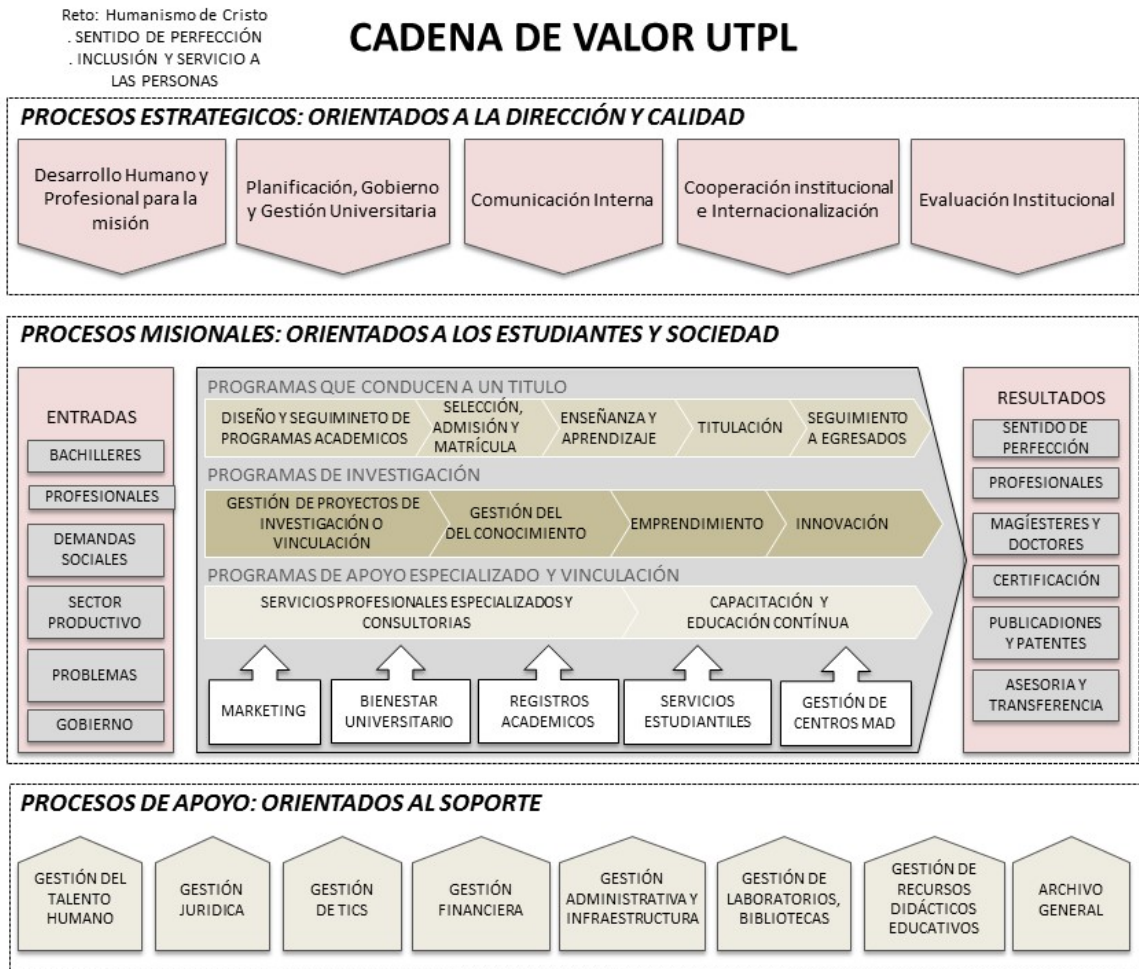 Reto: Humanismo de Cristo
. SENTIDO DE PERFECCIÓN
. INCLUSIÓN Y SERVICIO A
LAS PERSONAS
CADENA DE VALOR UTPL
PROCESOS ESTRATEGICOS: ORIENTADOS A LA DIRECCIÓN Y CALIDAD
Desarrollo Humano y
Profesional para la
misión
Planificación, Gobierno
y Gestión Universitaria
Comunicación Interna
Cooperación institucional
e Internacionalización
Evaluación Institucional
PROCESOS MISIONALES: ORIENTADOS A LOS ESTUDIANTES Y SOCIEDAD
ENTRADAS
BACHILLERES
PROFESIONALES
DEMANDAS
SOCIALES
SECTOR
PRODUCTIVO
PROBLEMAS
GOBIERNO
PROGRAMAS QUE CONDUCEN A UN TITULO
DISEÑO Y SEGUIMINETO DE
PROGRAMAS ACADEMICOS
SELECCIÓN,
ADMISIÓN Y
MATRÍCULA
ENSEÑANZA Y
APRENDIZAJE
TITULACIÓN
SEGUIMIENTO
A EGRESADOS
PROGRAMAS DE INVESTIGACIÓN
GESTIÓN DE PROYECTOS DE
INVESTIGACIÓN O
VINCULACIÓN
GESTIÓN DEL
DEL CONOCIMIENTO
EMPRENDIMIENTO
INNOVACIÓN
PROGRAMAS DE APOYO ESPECIALIZADO Y VINCULACIÓN
SERVICIOS PROFESIONALES ESPECIALIZADOS Y
CONSULTORIAS
CAPACITACIÓN Y
EDUCACIÓN CONTÍNUA
MARKETING
BIENESTAR
UNIVERSITARIO
REGISTROS
ACADEMICOS
SERVICIOS
ESTUDIANTILES
GESTIÓN DE
CENTROS MAD
RESULTADOS
SENTIDO DE
PERFECCIÓN
PROFESIONALES
MAGÍESTERES Y
DOCTORES
CERTIFICACIÓN
PUBLICADIONES
Y PATENTES
ASESORIA Y
TRANSFERENCIA
PROCESOS DE APOYO: ORIENTADOS AL SOPORTE
GESTIÓN DEL
TALENTO
HUMANO
GESTIÓN
JURIDICA
GESTIÓN
DE TICS
GESTIÓN
FINANCIERA
GESTIÓN
ADMINISTRATIVA Y
INFRAESTRUCTURA
GESTIÓN DE
LABORATORIOS,
BIBLIOTECAS
GESTIÓN DE
RECURSOS
DIDÁCTICOS
EDUCATIVOS
ARCHIVO
GENERAL